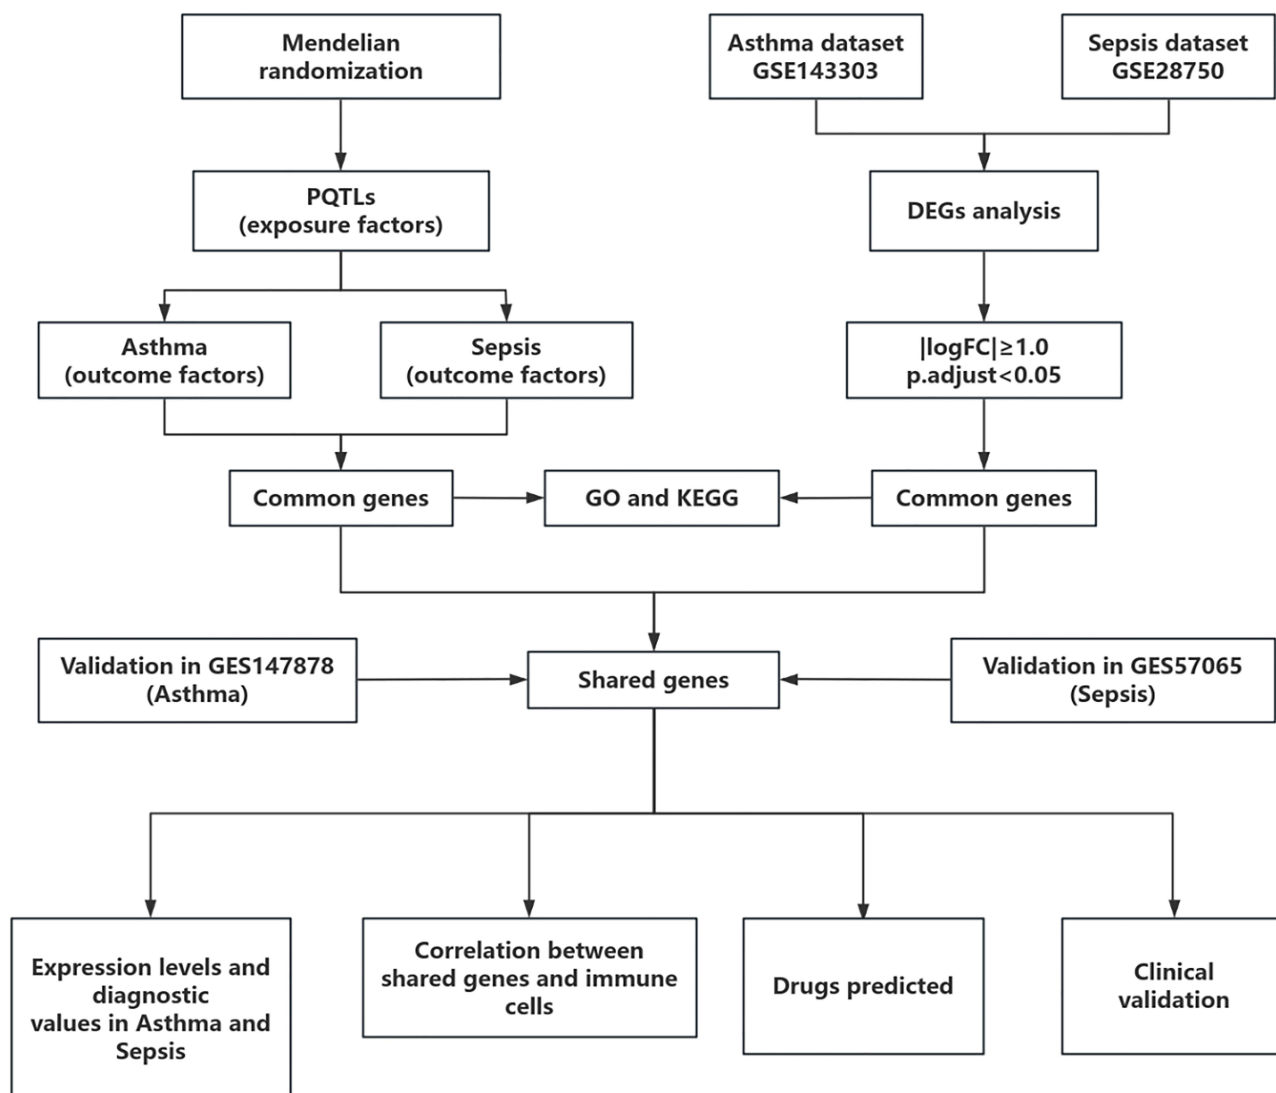 Mendelian
randomization
Asthma dataset
GSE143303
Sepsis dataset
GSE28750
PQTLs
(exposure factors)
DEGs analysis
Asthma
(outcome factors)
Sepsis
(outcome factors)
|logFC|≥1.0
p.adjust<0.05
Common genes
GO and KEGG
Common genes
Validation in GES147878
(Asthma)
Shared genes
Validation in GES57065
(Sepsis)
Expression levels and
diagnostic
values in Asthma and
Sepsis
Correlation between
shared genes and immune
cells
Drugs predicted
Clinical
validation